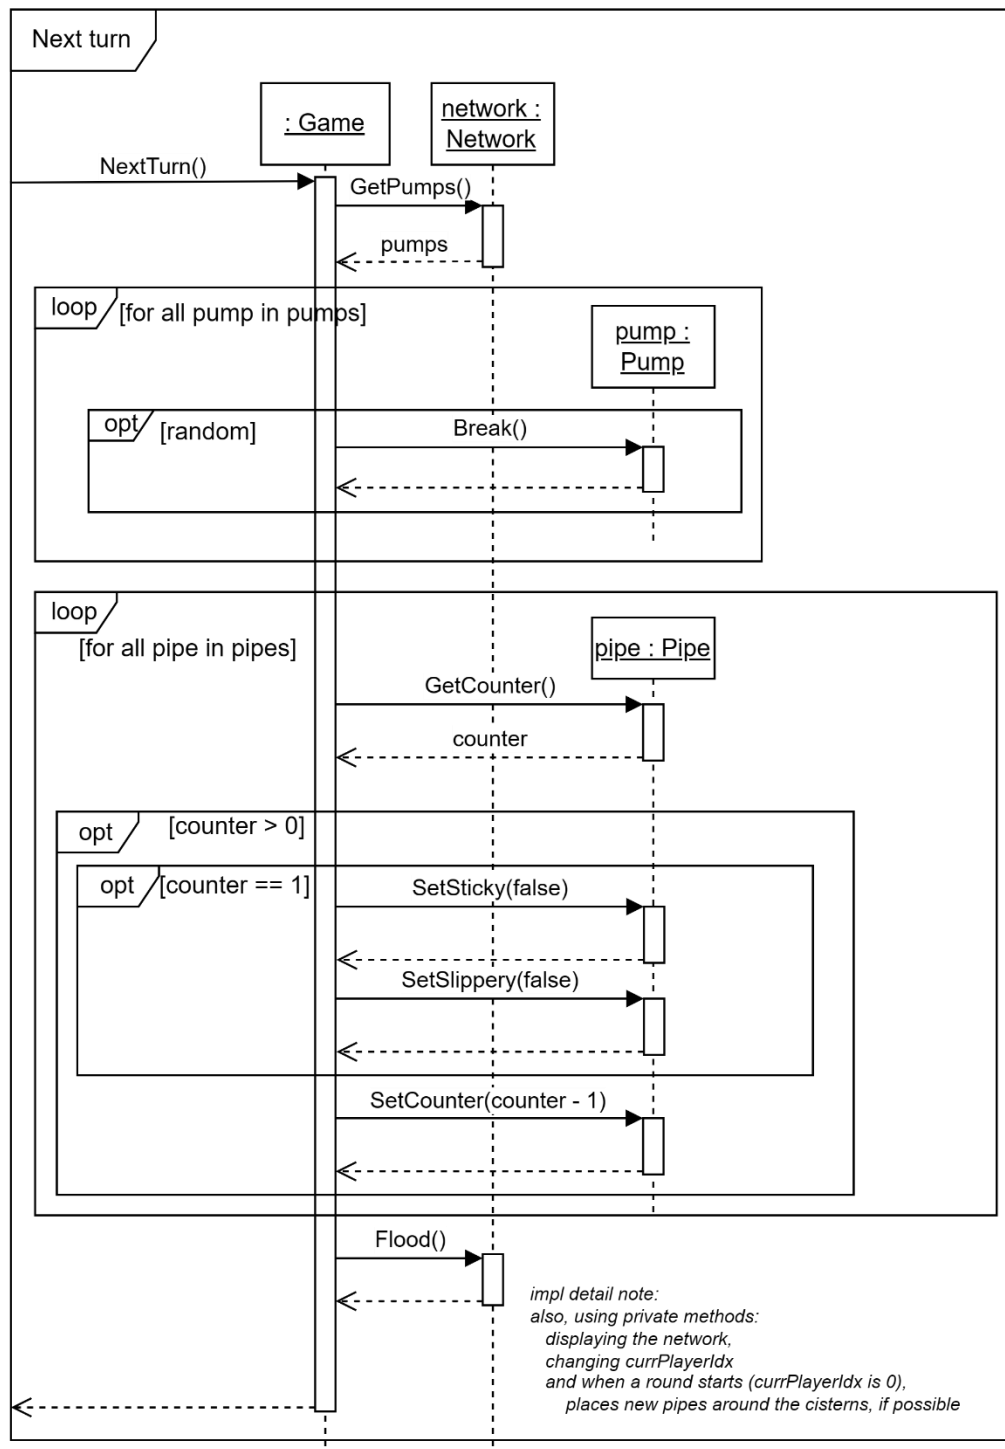 Next turn
: Game
network :
Network
NextTurn()
GetPumps()
pumps
loop
[for all pump in pumps]
pump :
Pump
opt
[random]
Break()
loop
[for all pipe in pipes]
pipe : Pipe
GetCounter()
counter
opt
[counter > 0]
opt
[counter == 1]
SetSticky(false)
SetSlippery(false)
SetCounter(counter - 1)
Flood()
impl detail note:
also, using private methods:
displaying the network,
changing currPlayerIdx
and when a round starts (currPlayerIdx is 0),
places new pipes around the cisterns, if possible